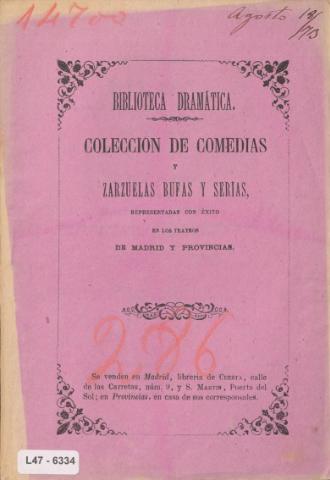 14700
Agosto 19/73
BIBLIOTECA DRAMÁTICA.
COLECCION DE COMEDIAS
Y
ZARZUELAS BUFAS Y SERIAS,
REPRESENTADAS CON ÉXITO
EN LOS TEATROS
DE MADRID Y PROVINCIAS.
286
Se venden en Madrid, librería de CUESTA, calle
de las Carretas, núm. 9, y S. MARTIN, Puerta del
Sol; en Provincias, en casa de sus corresponsales.
L47 - 6334